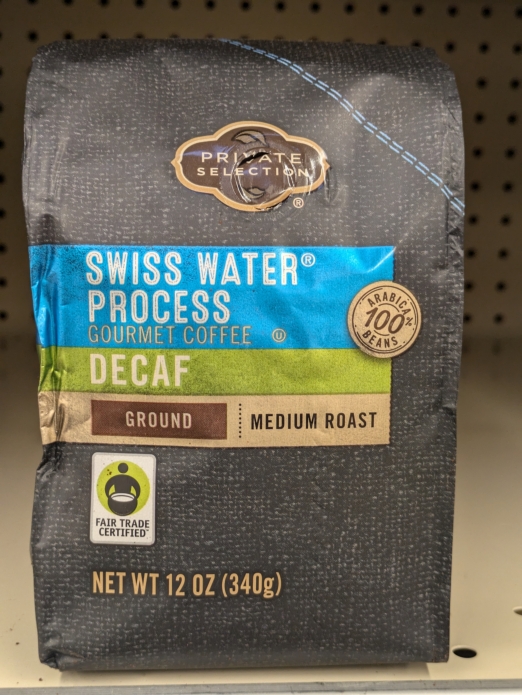 PRIVATE
SELECTION
®
SWISS WATER®
PROCESS
GOURMET COFFEE U
DECAF
ARABICA
100%
BEANS
GROUND
MEDIUM ROAST
FAIR TRADE
CERTIFIED™
NET WT 12 OZ (340g)